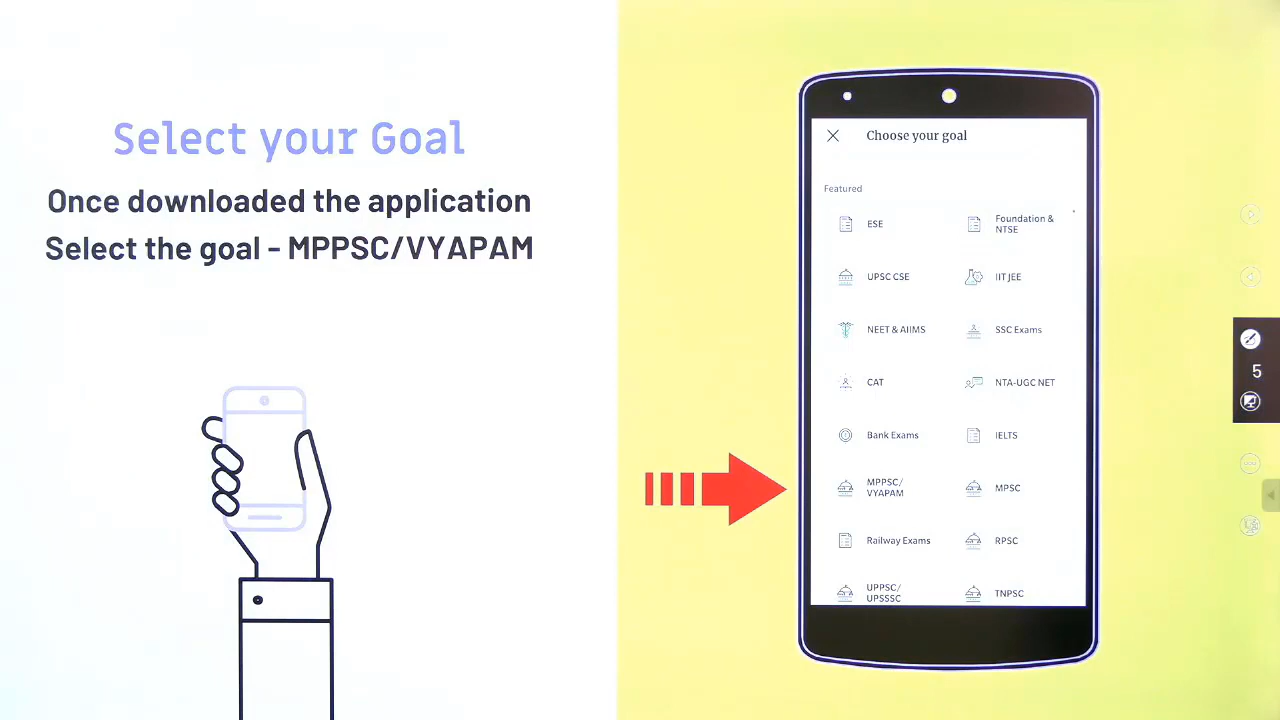 Select your Goal
Once downloaded the application
Select the goal - MPPSC/VYAPAM
Choose your goal
Featured
ESE
Foundation &
NTSE
UPSC CSE
IIT JEE
NEET & AIIMS
SSC Exams
CAT
NTA-UGC NET
Bank Exams
IELTS
MPPSC/
VYAPAM
MPSC
Railway Exams
RPSC
UPPSC/
UPSSSC
TNPSC
5